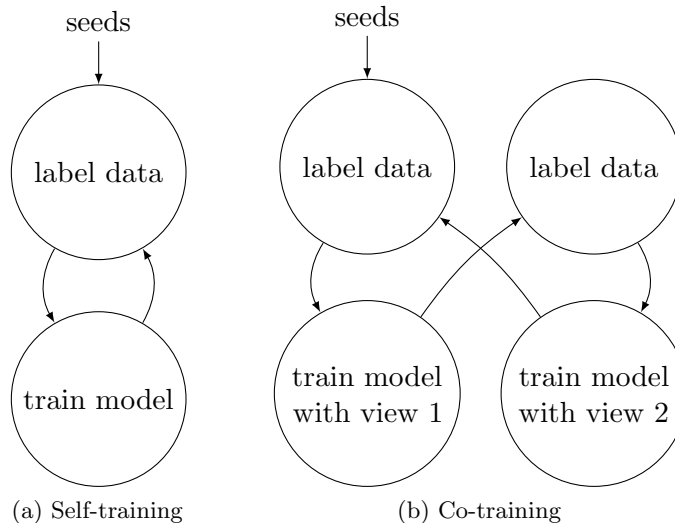 seeds
label data
train model
(a) Self-training
seeds
label data
label data
train model
with view 1
train model
with view 2
(b) Co-training